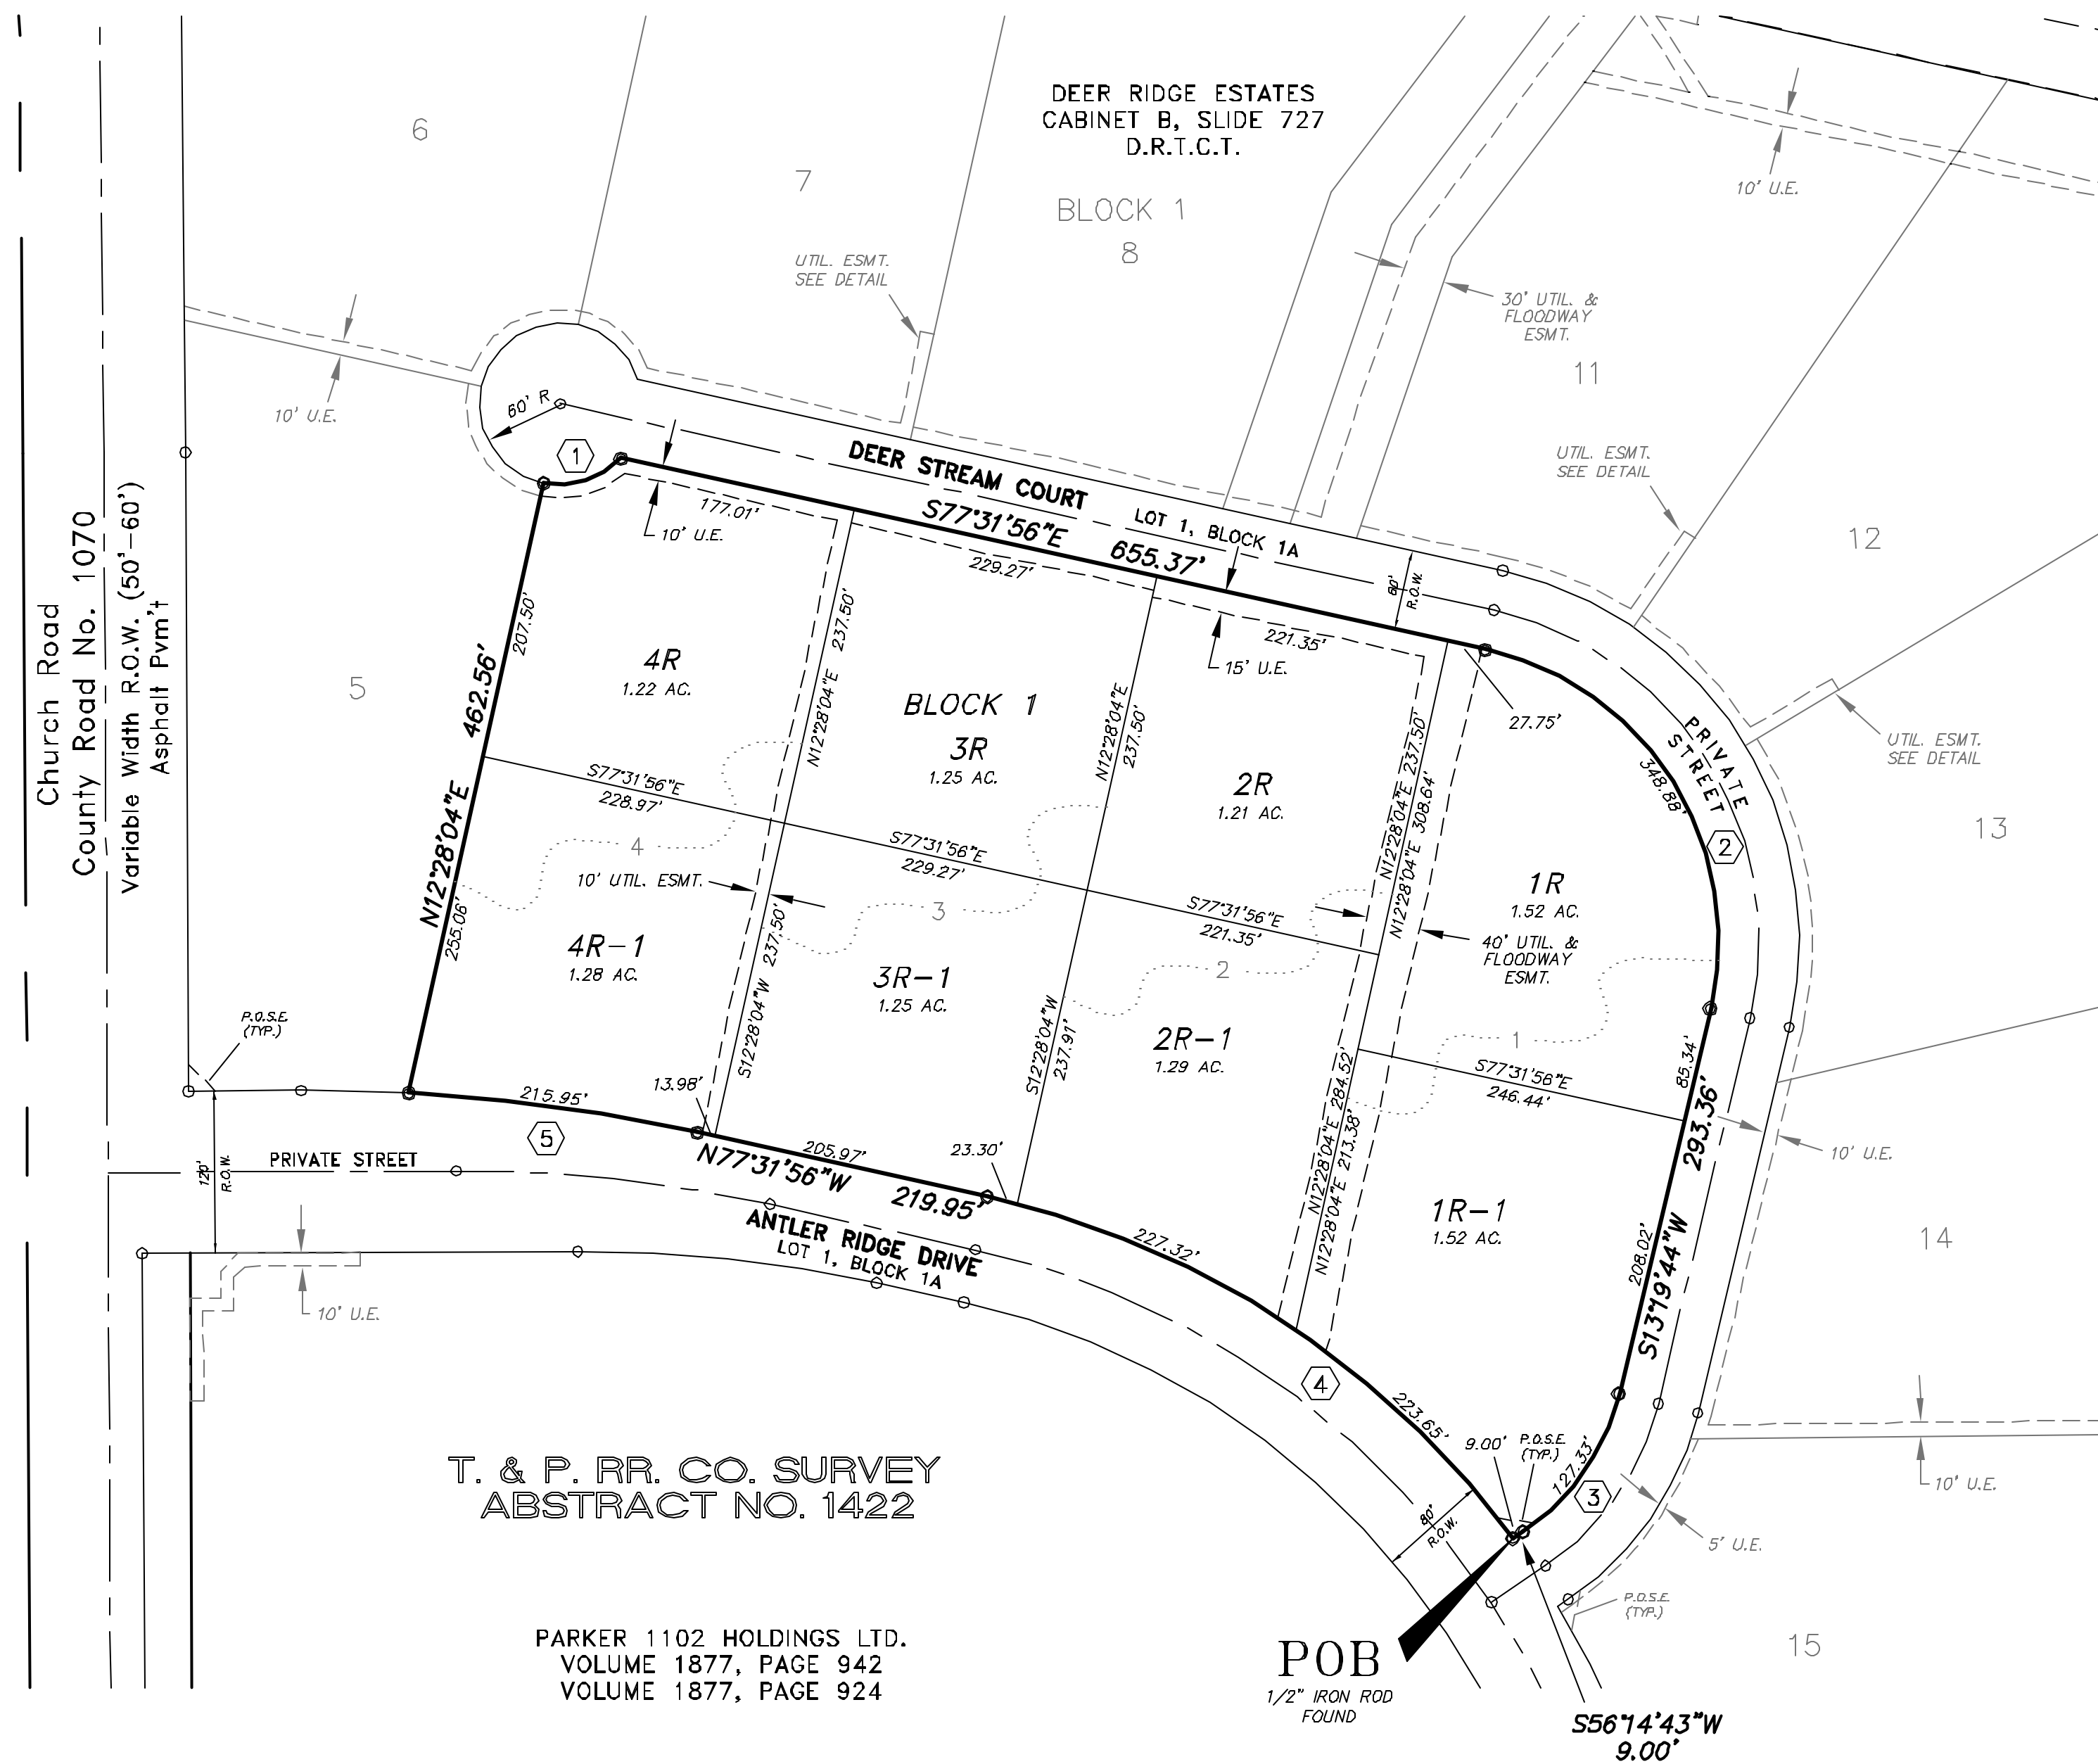 DEER RIDGE ESTATES
CABINET B, SLIDE 727
D.R.T.C.T.
BLOCK 1
6
7
8
10' U.E.
UTIL. ESMT.
SEE DETAIL
30' UTIL. &
FLOODWAY
ESMT.
11
10' U.E.
60' R
1
DEER STREAM COURT
LOT 1, BLOCK 1A
S77°31'56"E 655.37'
177.01'
10' U.E.
229.27'
221.35'
15' U.E.
60'
R.O.W.
UTIL. ESMT.
SEE DETAIL
12
Church Road
County Road No. 1070
Variable Width R.O.W. (50'-60')
Asphalt Pvm't
5
N12°28'04"E 462.56'
207.50'
255.06'
4R
1.22 AC.
N12°28'04"E 237.50'
BLOCK 1
3R
1.25 AC.
N12°28'04"E
237.50'
2R
1.21 AC.
N12°28'04"E 237.50'
N12°28'04"E 308.64'
27.75'
348.88'
PRIVATE
STREET
2
UTIL. ESMT.
SEE DETAIL
13
1R
1.52 AC.
40' UTIL. &
FLOODWAY
ESMT.
S77°31'56"E
228.97'
S77°31'56"E
229.27'
S77°31'56"E
221.35'
4
3
2
1
10' UTIL. ESMT.
4R-1
1.28 AC.
S12°28'04"W 237.50'
3R-1
1.25 AC.
S12°28'04"W
237.91'
2R-1
1.29 AC.
N12°28'04"E 284.52'
N12°28'04"E 213.38'
S77°31'56"E
246.44'
85.34'
S13°19'44"W 293.36'
208.02'
10' U.E.
1R-1
1.52 AC.
14
P.O.S.E.
(TYP.)
215.95'
13.98'
5
PRIVATE STREET
120'
R.O.W.
205.97'
23.30'
N77°31'56"W 219.95'
ANTLER RIDGE DRIVE
LOT 1, BLOCK 1A
227.32'
10' U.E.
4
223.65'
9.00'
P.O.S.E.
(TYP.)
127.33'
3
10' U.E.
5' U.E.
80'
R.O.W.
P.O.S.E.
(TYP.)
15
T. & P. RR. CO. SURVEY
ABSTRACT NO. 1422
PARKER 1102 HOLDINGS LTD.
VOLUME 1877, PAGE 942
VOLUME 1877, PAGE 924
POB
1/2" IRON ROD
FOUND
S56°14'43"W
9.00'